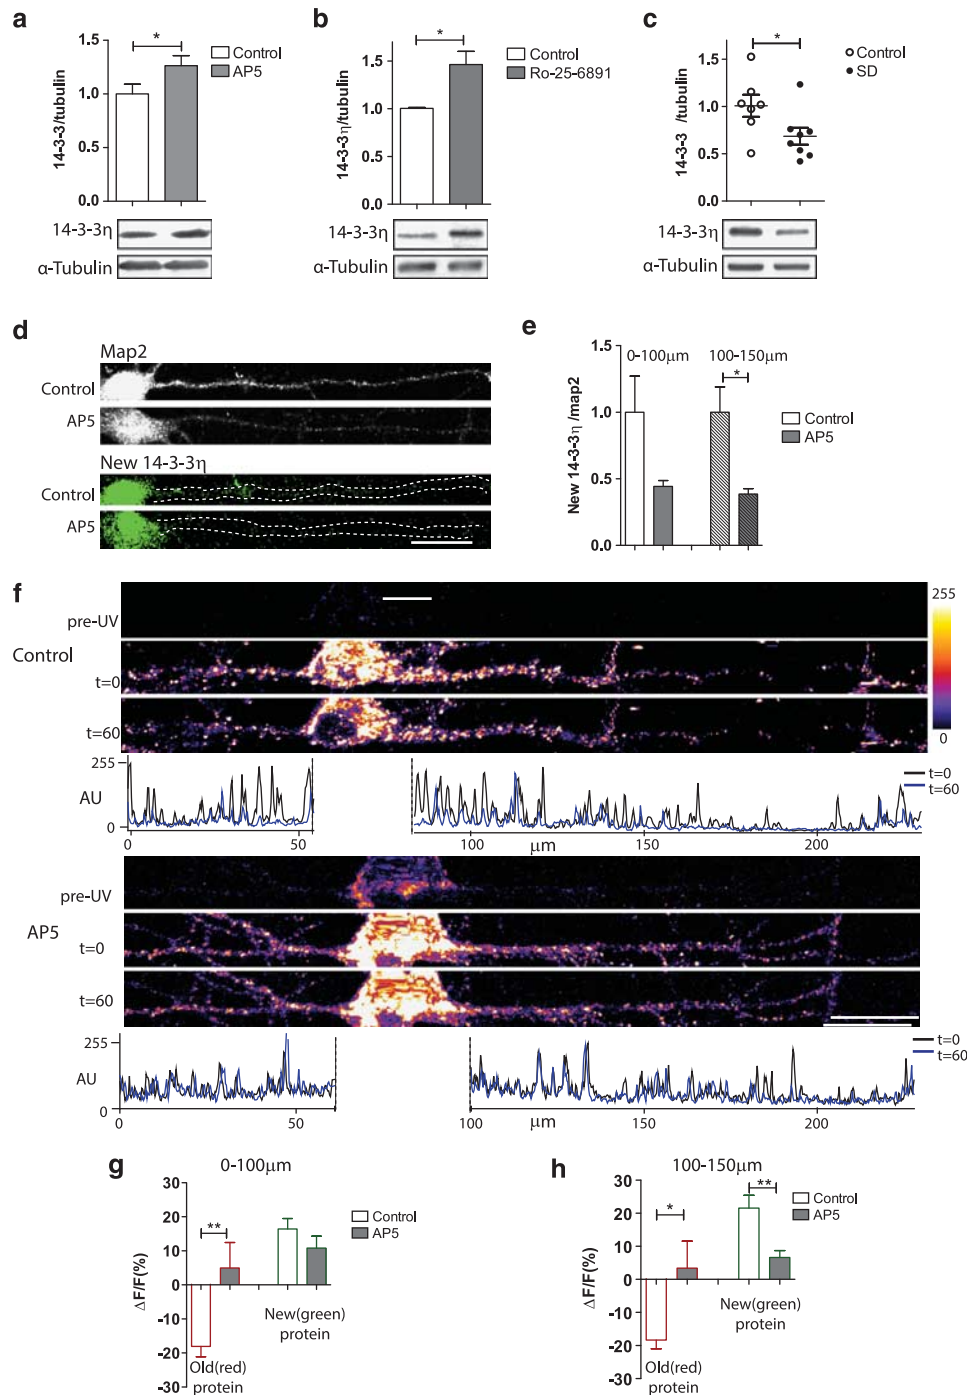 a
1.5
1.0
0.5
0.0
14-3-3/tubulin
*
Control
AP5
14-3-3η
α-Tubulin
b
2.0
1.5
1.0
0.5
0.0
14-3-3η/tubulin
*
Control
Ro-25-6891
14-3-3η
α-Tubulin
c
1.5
1.0
0.5
0.0
14-3-3 /tubulin
*
Control
SD
14-3-3η
α-Tubulin
d
Map2
Control
AP5
New 14-3-3η
Control
AP5
e
1.5
1.0
0.5
0.0
New 14-3-3η/map2
0-100μm
100-150μm
*
Control
AP5
f
pre-UV
Control
t=0
t=60
255
0
255
AU
0
t=0
t=60
0
50
100
μm
150
200
pre-UV
AP5
t=0
t=60
255
AU
0
t=0
t=60
0
50
100
μm
150
200
g
0-100μm
30
20
10
0
-10
-20
-30
ΔF/F(%)
**
Control
AP5
New(green)
protein
Old(red)
protein
h
100-150μm
30
20
10
0
-10
-20
-30
ΔF/F(%)
*
**
Control
AP5
New(green)
protein
Old(red)
protein